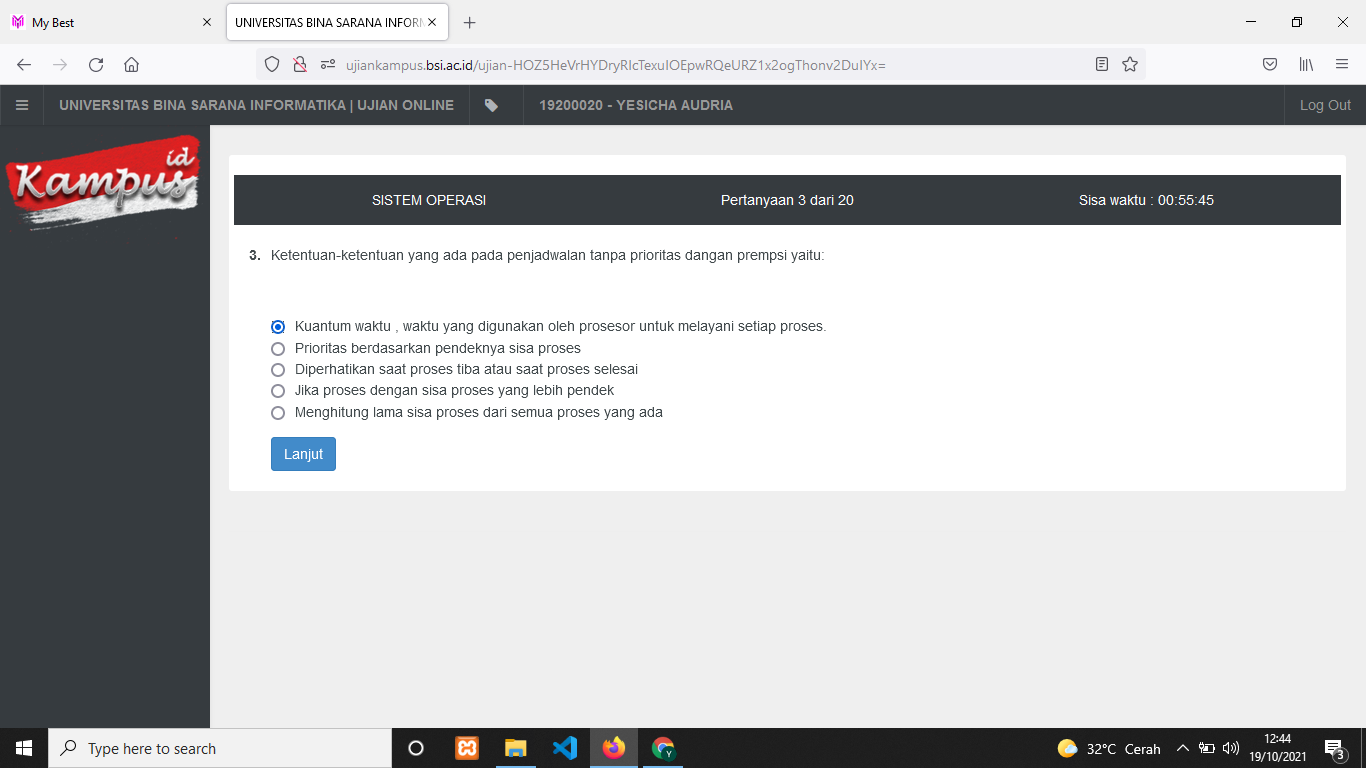 My Best
UNIVERSITAS BINA SARANA INFORM
ujiankampus.bsi.ac.id/ujian-HOZ5HeVrHYDryRIcTexuIOEpwRQeURZ1x2ogThonv2DuIYx=
UNIVERSITAS BINA SARANA INFORMATIKA | UJIAN ONLINE 19200020 - YESICHA AUDRIA Log Out
Kampus id
SISTEM OPERASI Pertanyaan 3 dari 20 Sisa waktu : 00:55:45
3. Ketentuan-ketentuan yang ada pada penjadwalan tanpa prioritas dangan prempsi yaitu:
Kuantum waktu , waktu yang digunakan oleh prosesor untuk melayani setiap proses.
Prioritas berdasarkan pendeknya sisa proses
Diperhatikan saat proses tiba atau saat proses selesai
Jika proses dengan sisa proses yang lebih pendek
Menghitung lama sisa proses dari semua proses yang ada
Lanjut
Type here to search
Y
32°C Cerah
12:44
19/10/2021
3